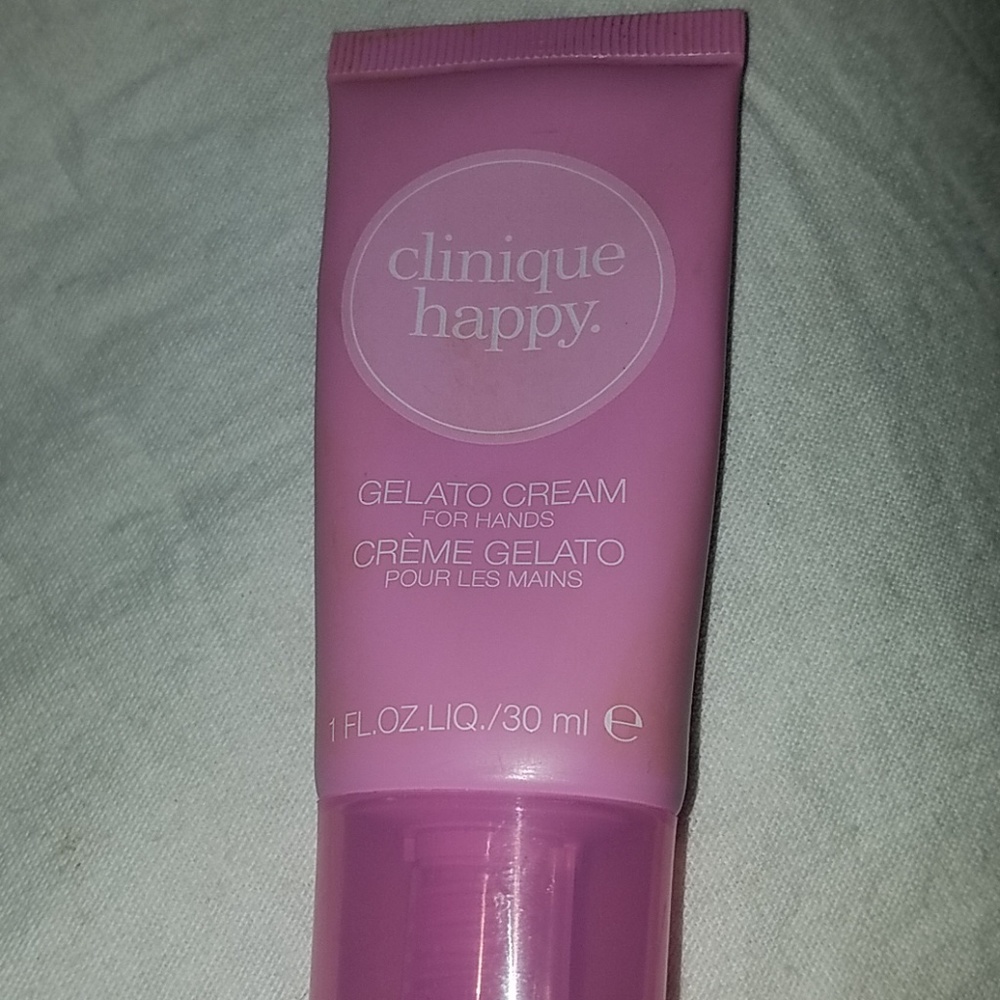 clinique
happy.
GELATO CREAM
FOR HANDS
CRÈME GELATO
POUR LES MAINS
1 FL.OZ.LIQ./30 ml ℮